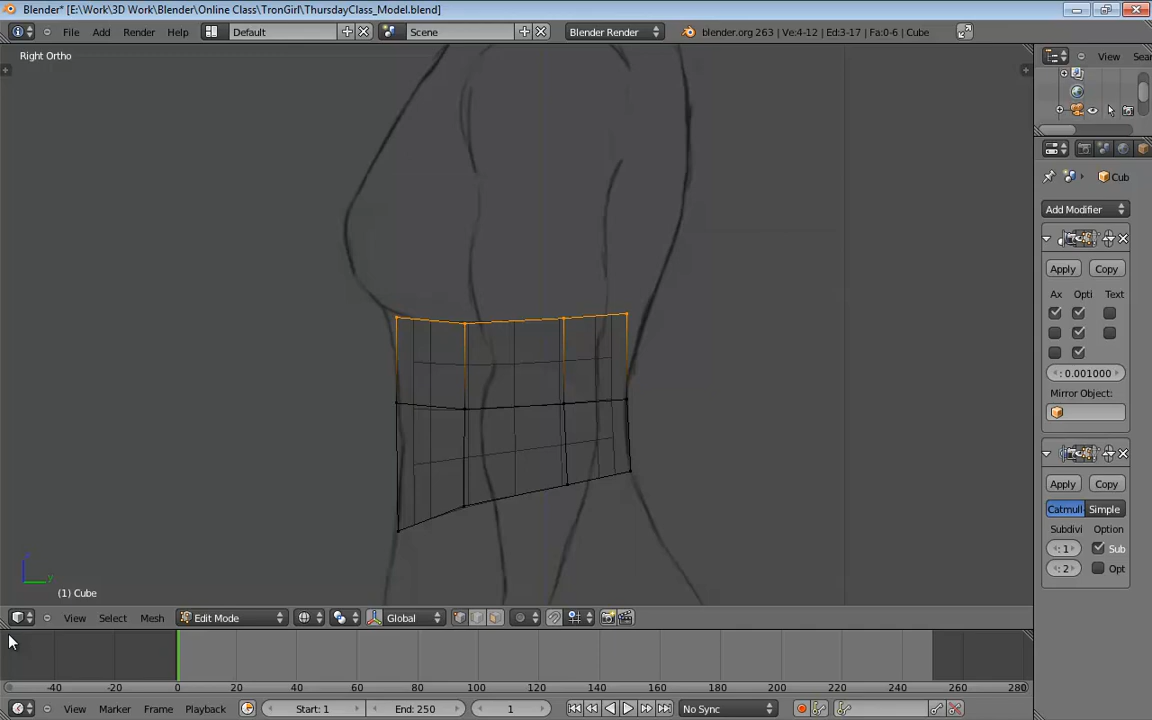 Blender* [E:\Work\3D Work\Blender\Online Class\TronGirl\ThursdayClass_Model.blend]
File Add Render Help Default Scene Blender Render blender.org 263 | Ve:4-12 | Ed:3-17 | Fa:0-6 | Cube
Right Ortho
View Sear
Cub
Add Modifier
Apply Copy
Ax Opti Text
: 0.001000
Mirror Object:
Apply Copy
Catmull- Simple
Subdivi Option
1 Sub
2 Opt
z
y
(1) Cube
View Select Mesh Edit Mode Global
-40 -20 0 20 40 60 80 100 120 140 160 180 200 220 240 260 280
View Marker Frame Playback Start: 1 End: 250 1 No Sync